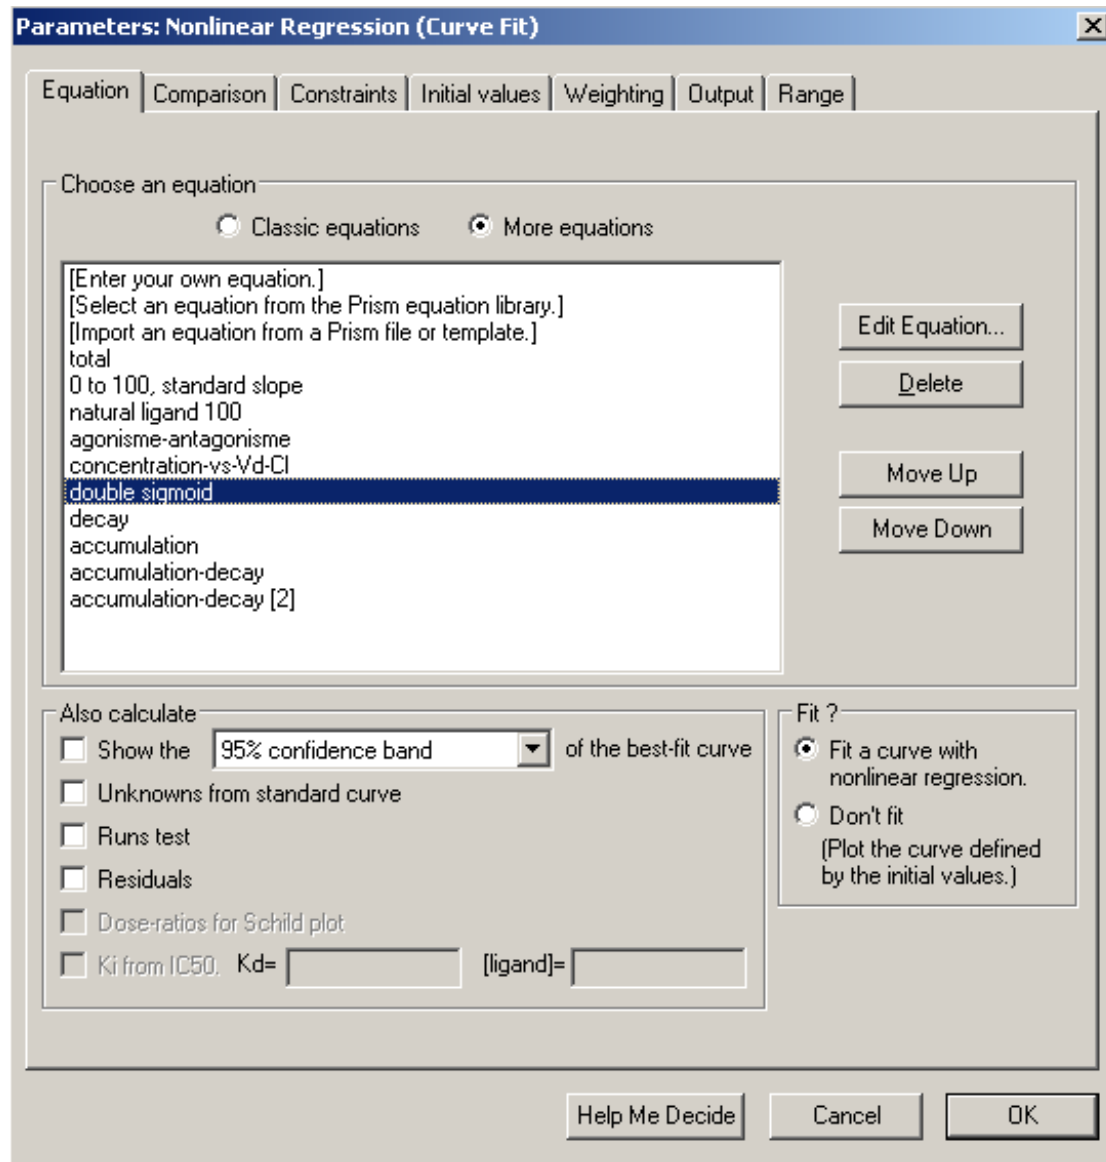 Parameters: Nonlinear Regression (Curve Fit)
Equation Comparison Constraints Initial values Weighting Output Range
Choose an equation
Classic equations More equations
[Enter your own equation.]
[Select an equation from the Prism equation library.]
[Import an equation from a Prism file or template.]
total
0 to 100, standard slope
natural ligand 100
agonisme-antagonisme
concentration-vs-Vd-Cl
double sigmoid
decay
accumulation
accumulation-decay
accumulation-decay [2]
Edit Equation...
Delete
Move Up
Move Down
Also calculate
Show the 95% confidence band of the best-fit curve
Unknowns from standard curve
Runs test
Residuals
Dose-ratios for Schild plot
Ki from IC50. Kd= [ligand]=
Fit ?
Fit a curve with
nonlinear regression.
Don't fit
(Plot the curve defined
by the initial values.)
Help Me Decide Cancel OK